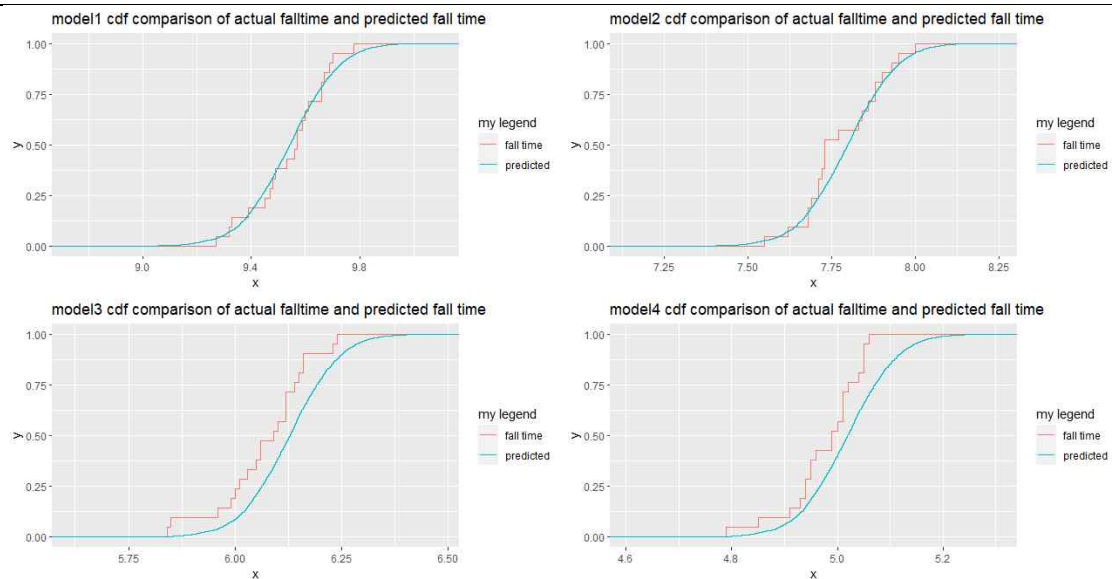 model1 cdf comparison of actual falltime and predicted fall time
1.00
0.75
0.50
0.25
0.00
y
9.0 9.4 9.8
x
my legend
fall time
predicted
model2 cdf comparison of actual falltime and predicted fall time
1.00
0.75
0.50
0.25
0.00
y
7.25 7.50 7.75 8.00 8.25
x
my legend
fall time
predicted
model3 cdf comparison of actual falltime and predicted fall time
1.00
0.75
0.50
0.25
0.00
y
5.75 6.00 6.25 6.50
x
my legend
fall time
predicted
model4 cdf comparison of actual falltime and predicted fall time
1.00
0.75
0.50
0.25
0.00
y
4.6 4.8 5.0 5.2
x
my legend
fall time
predicted